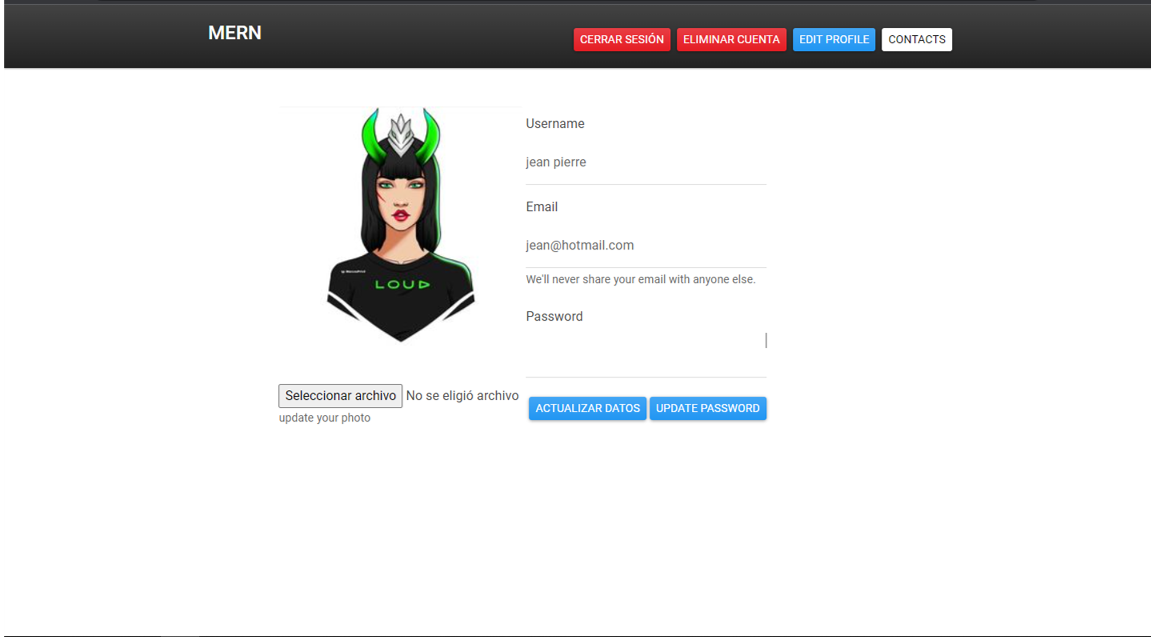 MERN
CERRAR SESIÓN ELIMINAR CUENTA EDIT PROFILE CONTACTS
Username
jean pierre
Email
jean@hotmail.com
We'll never share your email with anyone else.
Password
LOUD
Seleccionar archivo No se eligió archivo
update your photo
ACTUALIZAR DATOS UPDATE PASSWORD